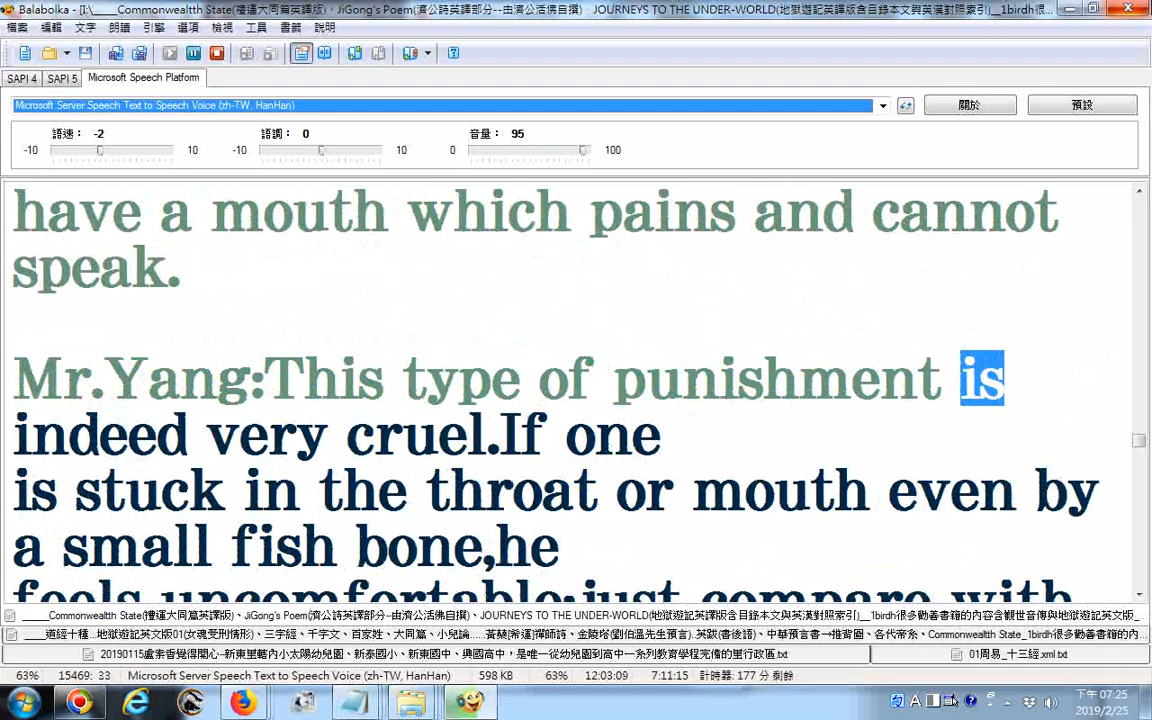 Balabolka - [I:\_____Commonwealtth State(禮運大同篇英譯版)、JiGong's Poem(濟公詩英譯部分--由濟公活佛自撰)、JOURNEYS TO THE UNDER-WORLD(地獄遊記英譯版含目錄本文與英漢對照索引)__1birdh很...
檔案 編輯 文字 朗讀 引擎 選項 檢視 工具 書籤 說明
SAPI 4 SAPI 5 Microsoft Speech Platform
Microsoft Server Speech Text to Speech Voice (zh-TW, HanHan) 關於 預設
語速： -2 語調： 0 音量： 95
-10 10 -10 10 0 100
have a mouth which pains and cannot
speak.
Mr.Yang:This type of punishment is
indeed very cruel.If one
is stuck in the throat or mouth even by
a small fish bone,he
feels uncomfortable;just compare with
_____Commonwealtth State(禮運大同篇英譯版)、JiGong's Poem(濟公詩英譯部分--由濟公活佛自撰)、JOURNEYS TO THE UNDER-WORLD(地獄遊記英譯版含目錄本文與英漢對照索引)__1birdh很多勸善書籍的內容含觀世音傳與地獄遊記英文版_
道經十種...地獄遊記英文版01(女魂受刑情形)、三字經、千字文、百家姓、大同篇、小兒論......黃蘗[希運]禪師詩、金陵塔(劉伯溫先生預言)、中華預言書--推背圖、各代帝系、Commonwealth State_1birdh很多勸善書籍的內...
20190115盧素香覺得開心--新東里轄內小太陽幼兒園、新泰國小、新東國中、興國高中，是唯一從幼兒園到高中一系列教育學程完備的里行政區.txt 01周易_十三經.xml.txt
63% 15469: 33 Microsoft Server Speech Text to Speech Voice (zh-TW, HanHan) 598 KB 63% 12:03:09 7:11:15 計時器: 177 分 剩餘
下午 07:25
2019/2/25